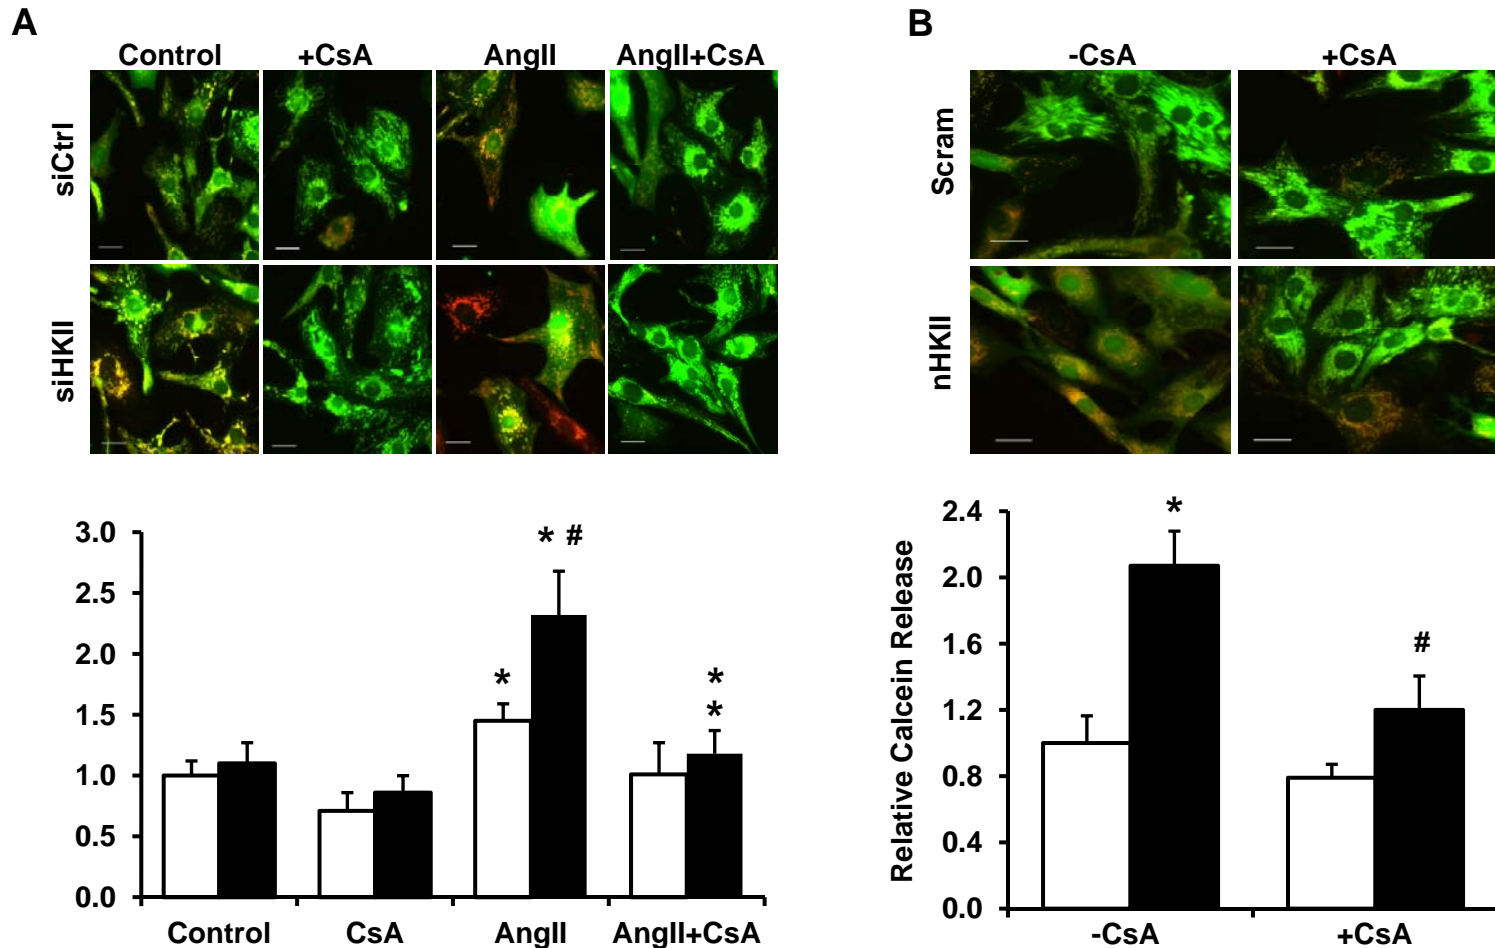 A
Control +CsA AngII AngII+CsA
siCtrl
siHKII
3.0
2.5
2.0
1.5
1.0
0.5
0.0
* #
*
*
*
Control CsA AngII AngII+CsA
B
-CsA +CsA
Scram
nHKII
Relative Calcein Release
2.4
2.0
1.6
1.2
0.8
0.4
0.0
*
#
-CsA +CsA